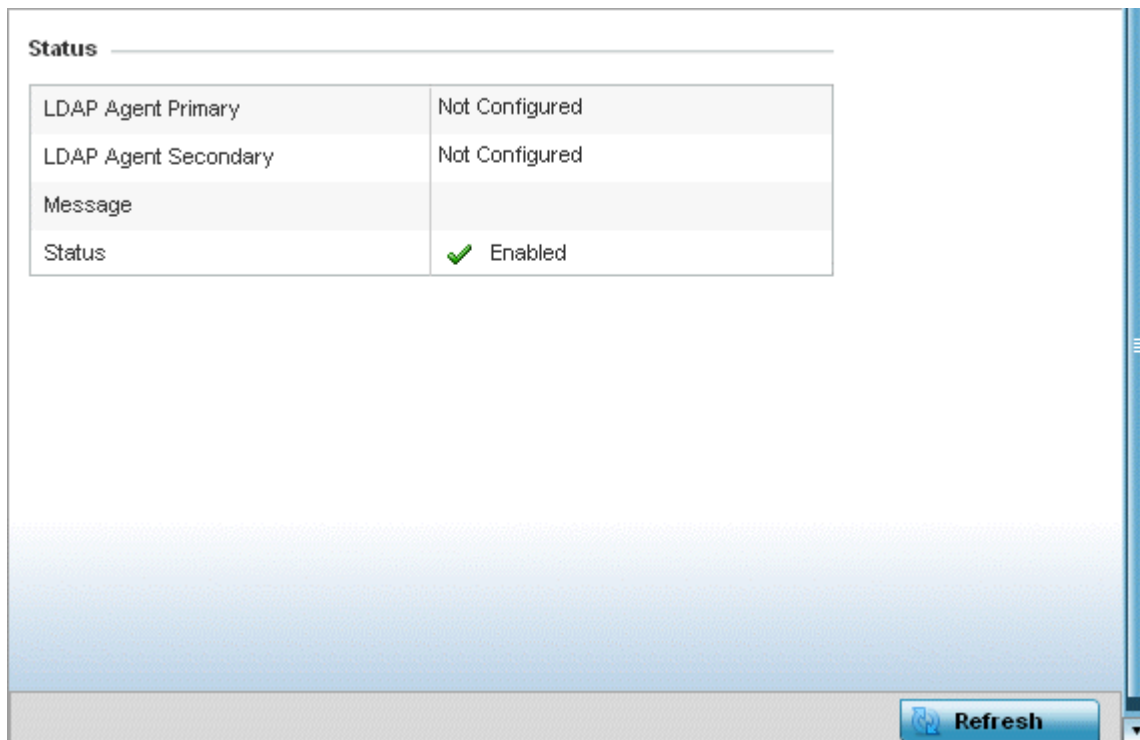 Status
LDAP Agent Primary Not Configured
LDAP Agent Secondary Not Configured
Message
Status Enabled
Refresh